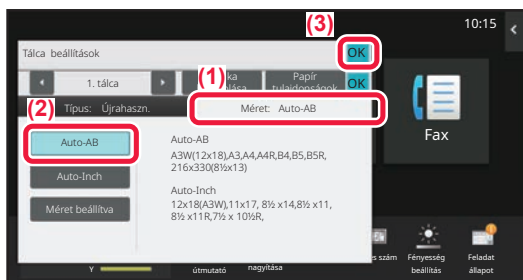 (3)
10:15
Tálca beállítások
OK
1. tálca
(1)
Papír
OK
tulajdonságok
(2)
Típus: Újrahaszn.
Méret: Auto-AB
Auto-AB
Auto-AB
A3W(12x18),A3,A4,A4R,B4,B5,B5R,
216x330(8½x13)
Auto-Inch
Auto-Inch
12x18(A3W),11x17, 8½ x14,8½ x11,
8½ x11R,7½ x 10½R,
Méret beállítva
Fax
s szám
Fényesség
beállítás
Feladat
állapot
Y
útmutató
nagyítása